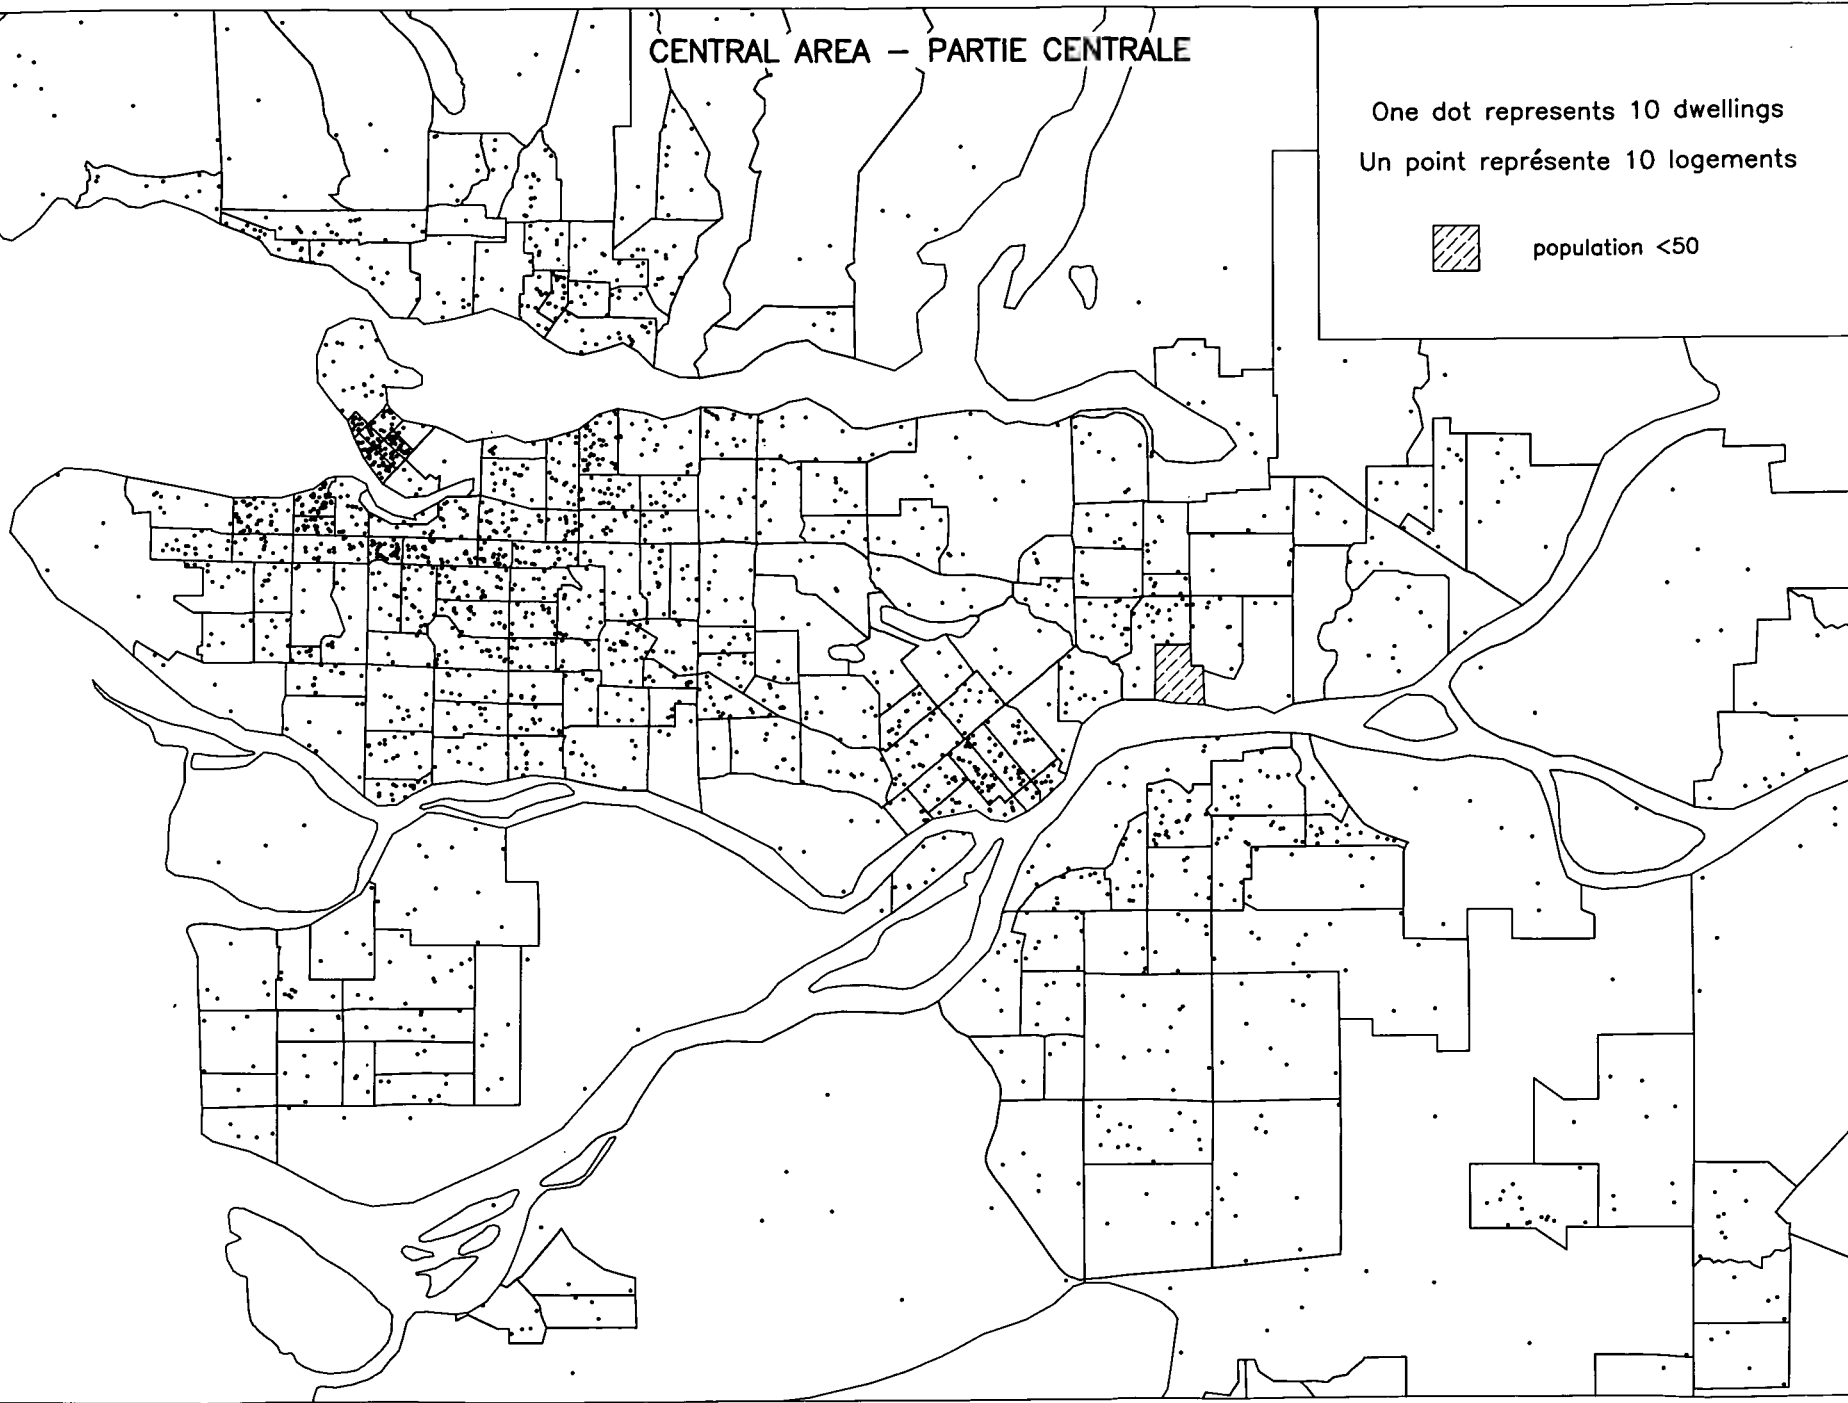 CENTRAL AREA – PARTIE CENTRALE
One dot represents 10 dwellings
Un point représente 10 logements
population <50